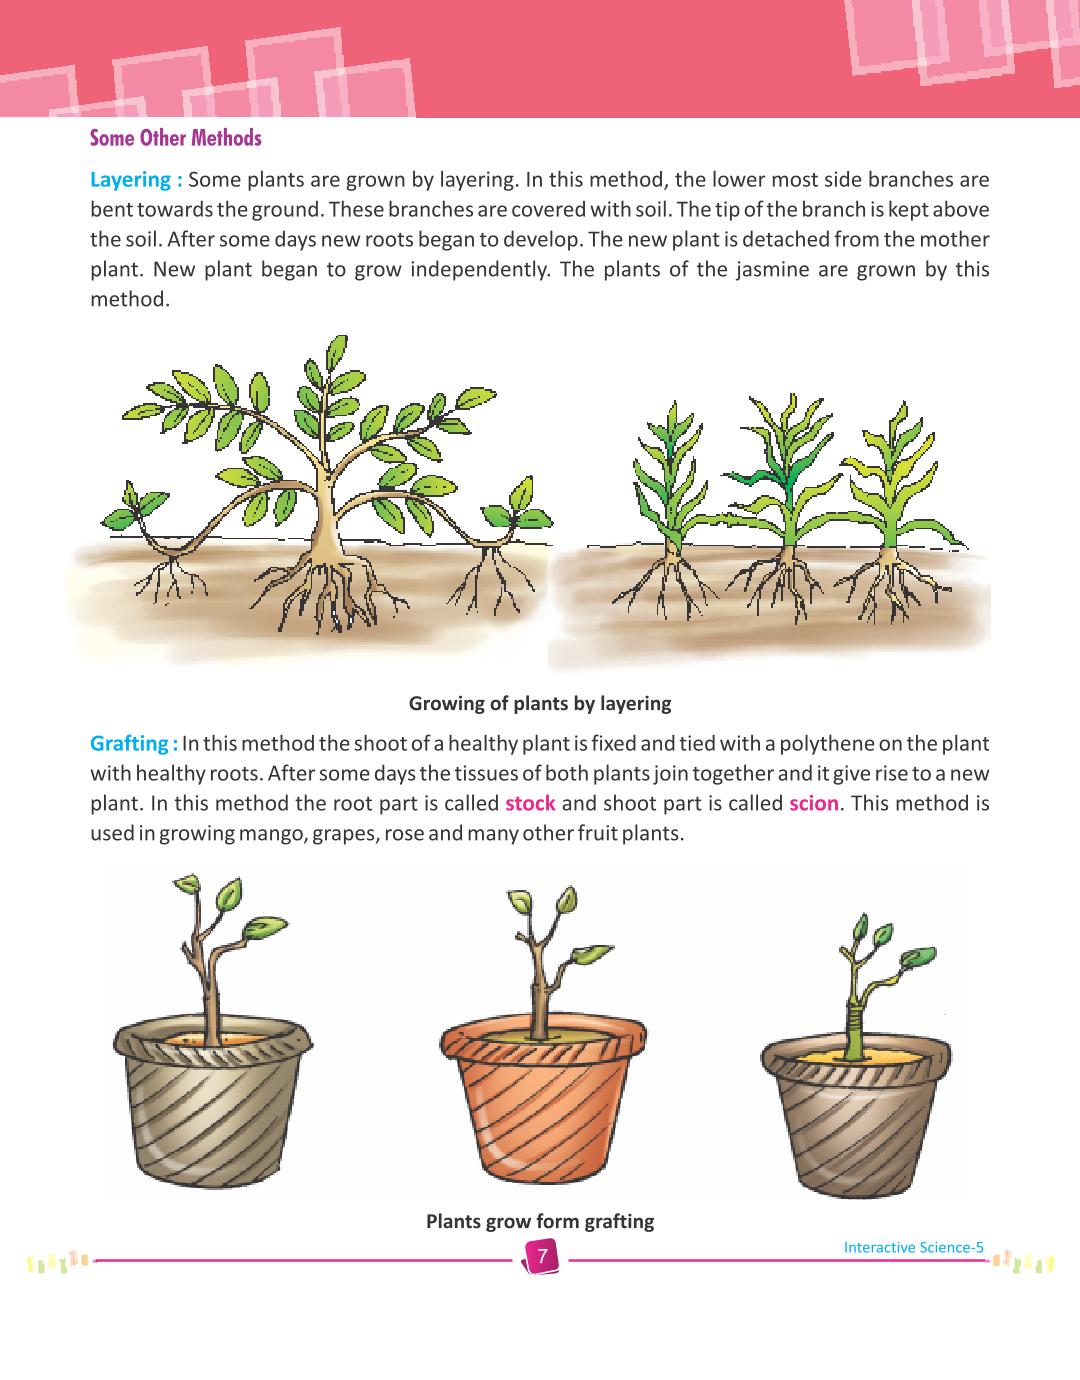 Some Other Methods
Layering : Some plants are grown by layering. In this method, the lower most side branches are
bent towards the ground. These branches are covered with soil. The tip of the branch is kept above
the soil. After some days new roots began to develop. The new plant is detached from the mother
plant. New plant began to grow independently. The plants of the jasmine are grown by this
method.
Growing of plants by layering
Grafting : In this method the shoot of a healthy plant is fixed and tied with a polythene on the plant
with healthy roots. After some days the tissues of both plants join together and it give rise to a new
plant. In this method the root part is called stock and shoot part is called scion. This method is
used in growing mango, grapes, rose and many other fruit plants.
Plants grow form grafting
Interactive Science-5
7